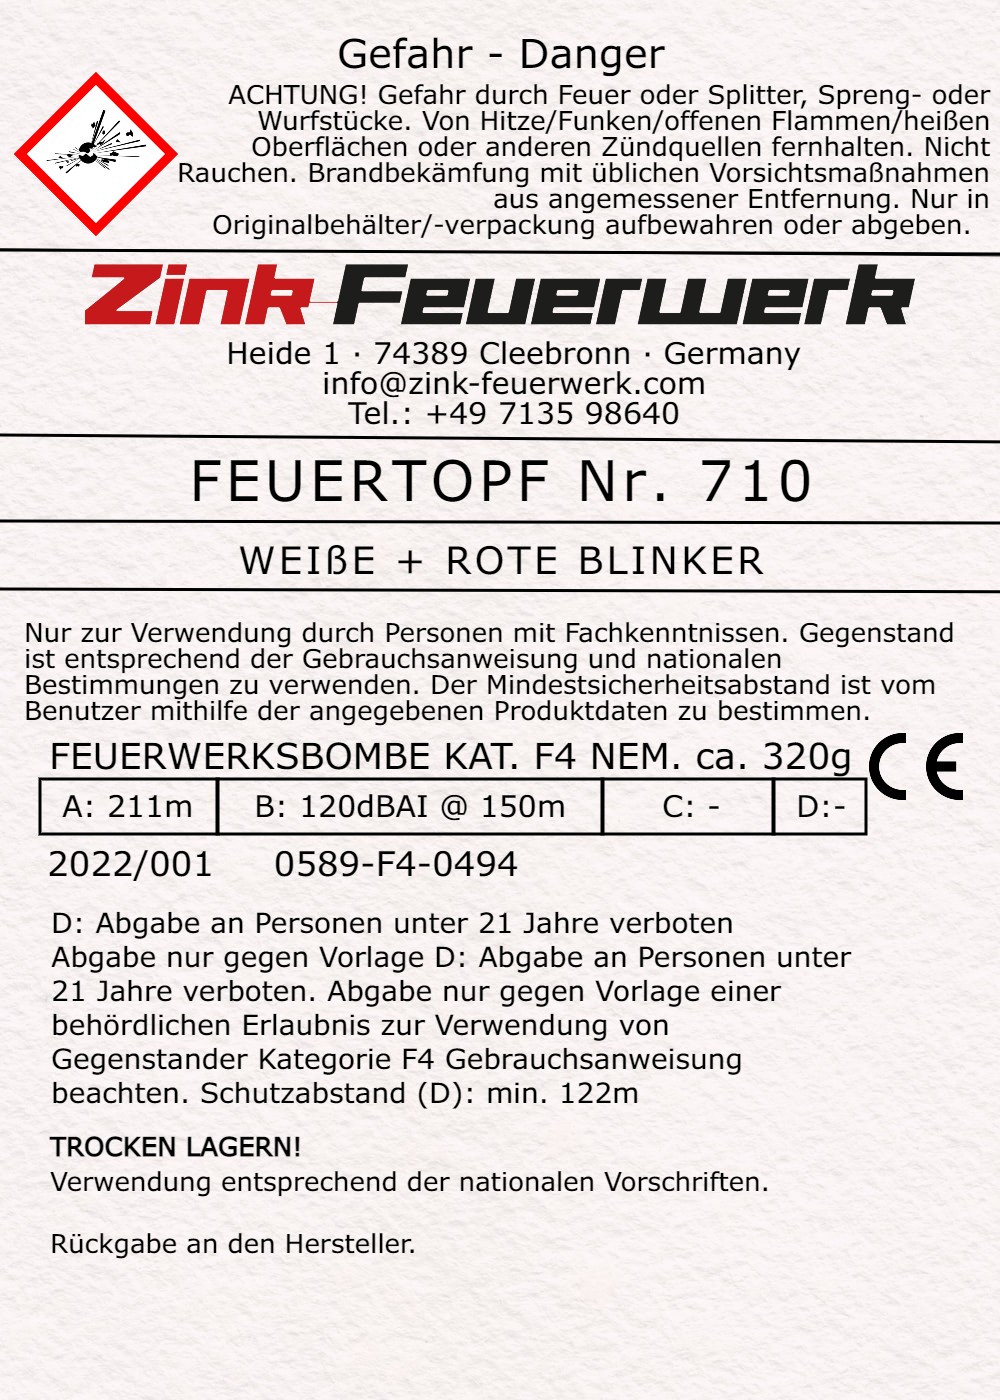 Gefahr - Danger
ACHTUNG! Gefahr durch Feuer oder Splitter, Spreng- oder
Wurfstücke. Von Hitze/Funken/offenen Flammen/heißen
Oberflächen oder anderen Zündquellen fernhalten. Nicht
Rauchen. Brandbekämfung mit üblichen Vorsichtsmaßnahmen
aus angemessener Entfernung. Nur in
Originalbehälter/-verpackung aufbewahren oder abgeben.
Zink Feuerwerk
Heide 1 · 74389 Cleebronn · Germany
info@zink-feuerwerk.com
Tel.: +49 7135 98640
FEUERTOPF Nr. 710
WEIßE + ROTE BLINKER
Nur zur Verwendung durch Personen mit Fachkenntnissen. Gegenstand
ist entsprechend der Gebrauchsanweisung und nationalen
Bestimmungen zu verwenden. Der Mindestsicherheitsabstand ist vom
Benutzer mithilfe der angegebenen Produktdaten zu bestimmen.
FEUERWERKSBOMBE KAT. F4 NEM. ca. 320g CE
A: 211m B: 120dBAI @ 150m C: - D:-
2022/001 0589-F4-0494
D: Abgabe an Personen unter 21 Jahre verboten
Abgabe nur gegen Vorlage D: Abgabe an Personen unter
21 Jahre verboten. Abgabe nur gegen Vorlage einer
behördlichen Erlaubnis zur Verwendung von
Gegenstander Kategorie F4 Gebrauchsanweisung
beachten. Schutzabstand (D): min. 122m
TROCKEN LAGERN!
Verwendung entsprechend der nationalen Vorschriften.
Rückgabe an den Hersteller.